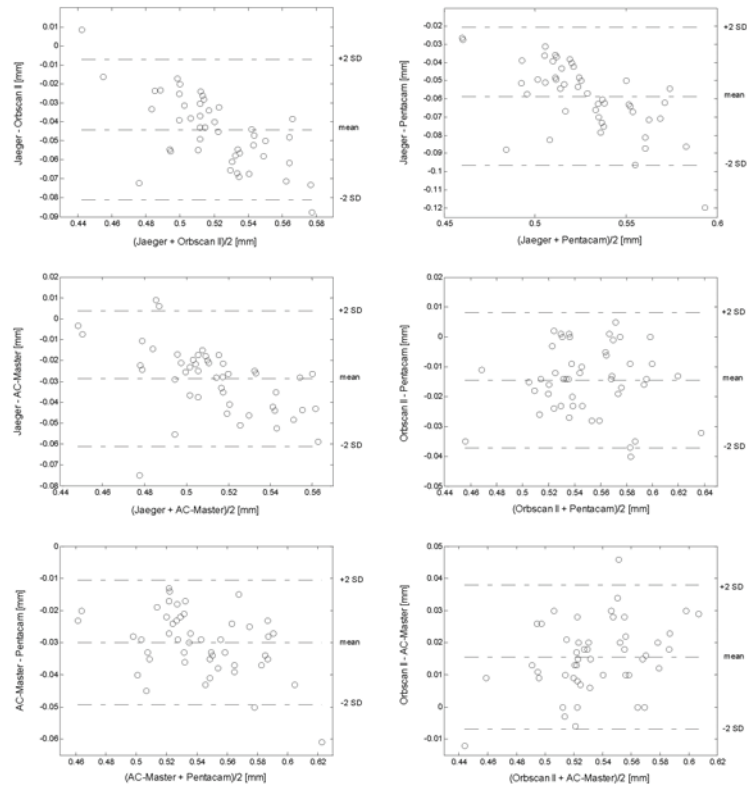 0.01
0
-0.01
-0.02
-0.03
-0.04
-0.05
-0.06
-0.07
-0.08
-0.09
Jaeger - Orbscan II [mm]
+2 SD
mean
-2 SD
0.44 0.46 0.48 0.5 0.52 0.54 0.56 0.58
(Jaeger + Orbscan II)/2 [mm]
-0.02
-0.03
-0.04
-0.05
-0.06
-0.07
-0.08
-0.09
-0.1
-0.11
-0.12
Jaeger - Pentacam [mm]
+2 SD
mean
-2 SD
0.45 0.5 0.55 0.6
(Jaeger + Pentacam)/2 [mm]
0.02
0.01
0
-0.01
-0.02
-0.03
-0.04
-0.05
-0.06
-0.07
-0.08
Jaeger - AC-Master [mm]
+2 SD
mean
-2 SD
0.44 0.46 0.48 0.5 0.52 0.54 0.56
(Jaeger + AC-Master)/2 [mm]
0.02
0.01
0
-0.01
-0.02
-0.03
-0.04
-0.05
Orbscan II - Pentacam [mm]
+2 SD
mean
-2 SD
0.44 0.46 0.48 0.5 0.52 0.54 0.56 0.58 0.6 0.62 0.64
(Orbscan II + Pentacam)/2 [mm]
0
-0.01
-0.02
-0.03
-0.04
-0.05
-0.06
AC-Master - Pentacam [mm]
+2 SD
mean
-2 SD
0.46 0.48 0.5 0.52 0.54 0.56 0.58 0.6 0.62
(AC-Master + Pentacam)/2 [mm]
0.05
0.04
0.03
0.02
0.01
0
-0.01
Orbscan II - AC-Master [mm]
+2 SD
mean
-2 SD
0.44 0.46 0.48 0.5 0.52 0.54 0.56 0.58 0.6 0.62
(Orbscan II + AC-Master)/2 [mm]